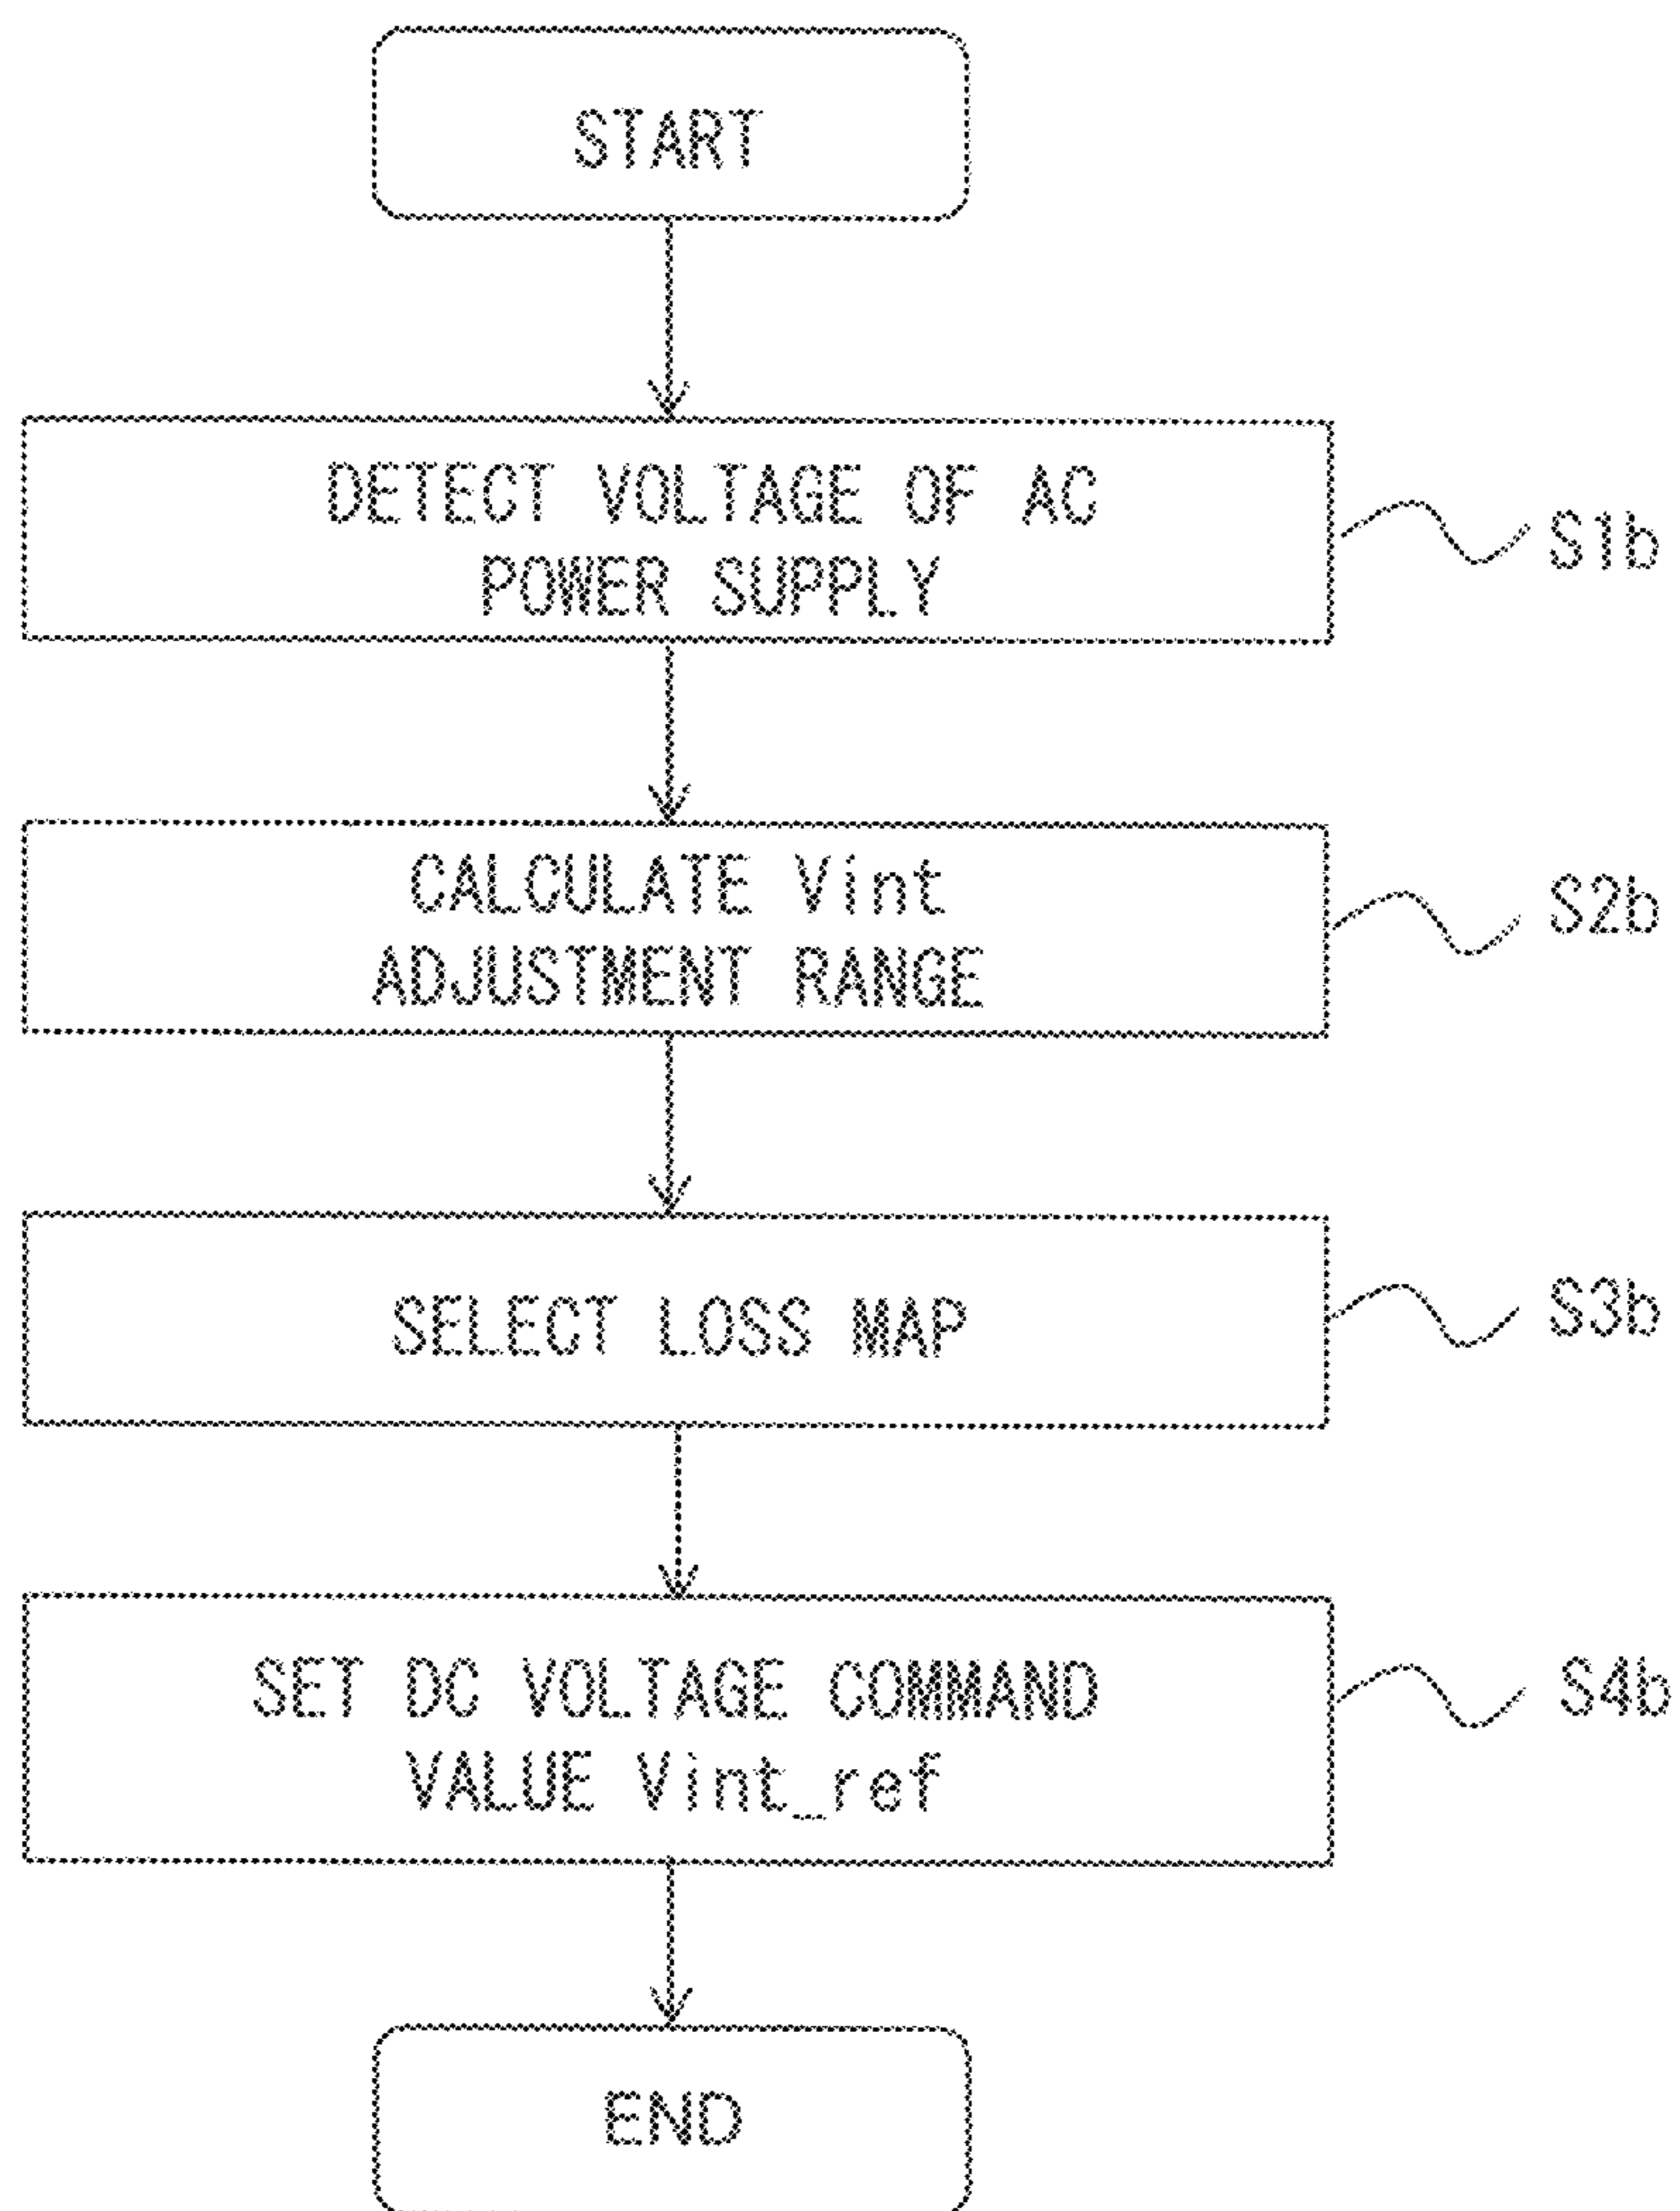 START
DETECT VOLTAGE OF AC
POWER SUPPLY
S1b
CALCULATE Vint
ADJUSTMENT RANGE
S2b
SELECT LOSS MAP
S3b
SET DC VOLTAGE COMMAND
VALUE Vint_ref
S4b
END